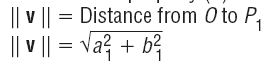 || v || = Distance from O to P₁
|| v || = √(a₁² + b₁²)